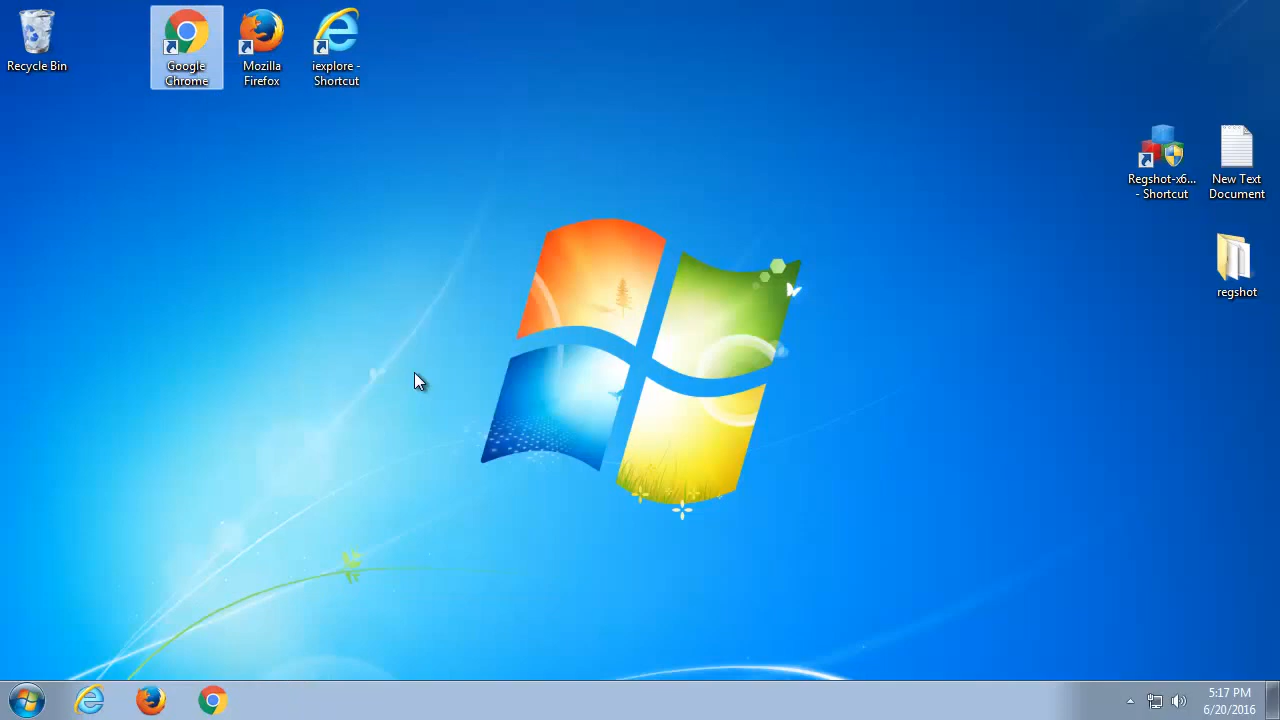 Recycle Bin
Google
Chrome
Mozilla
Firefox
iexplore -
Shortcut
Regshot-x6...
- Shortcut
New Text
Document
regshot
5:17 PM
6/20/2016